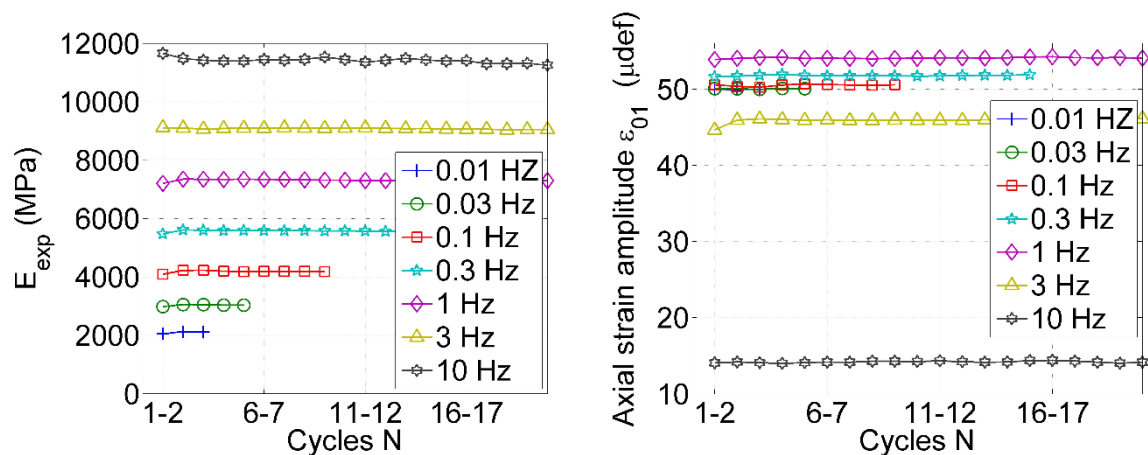 E_exp (MPa)
12000
10000
8000
6000
4000
2000
0
0.01 HZ
0.03 Hz
0.1 Hz
0.3 Hz
1 Hz
3 Hz
10 Hz
1-2 6-7 11-12 16-17
Cycles N
Axial strain amplitude ε_01 (μdef)
50
40
30
20
10
0.01 HZ
0.03 Hz
0.1 Hz
0.3 Hz
1 Hz
3 Hz
10 Hz
1-2 6-7 11-12 16-17
Cycles N